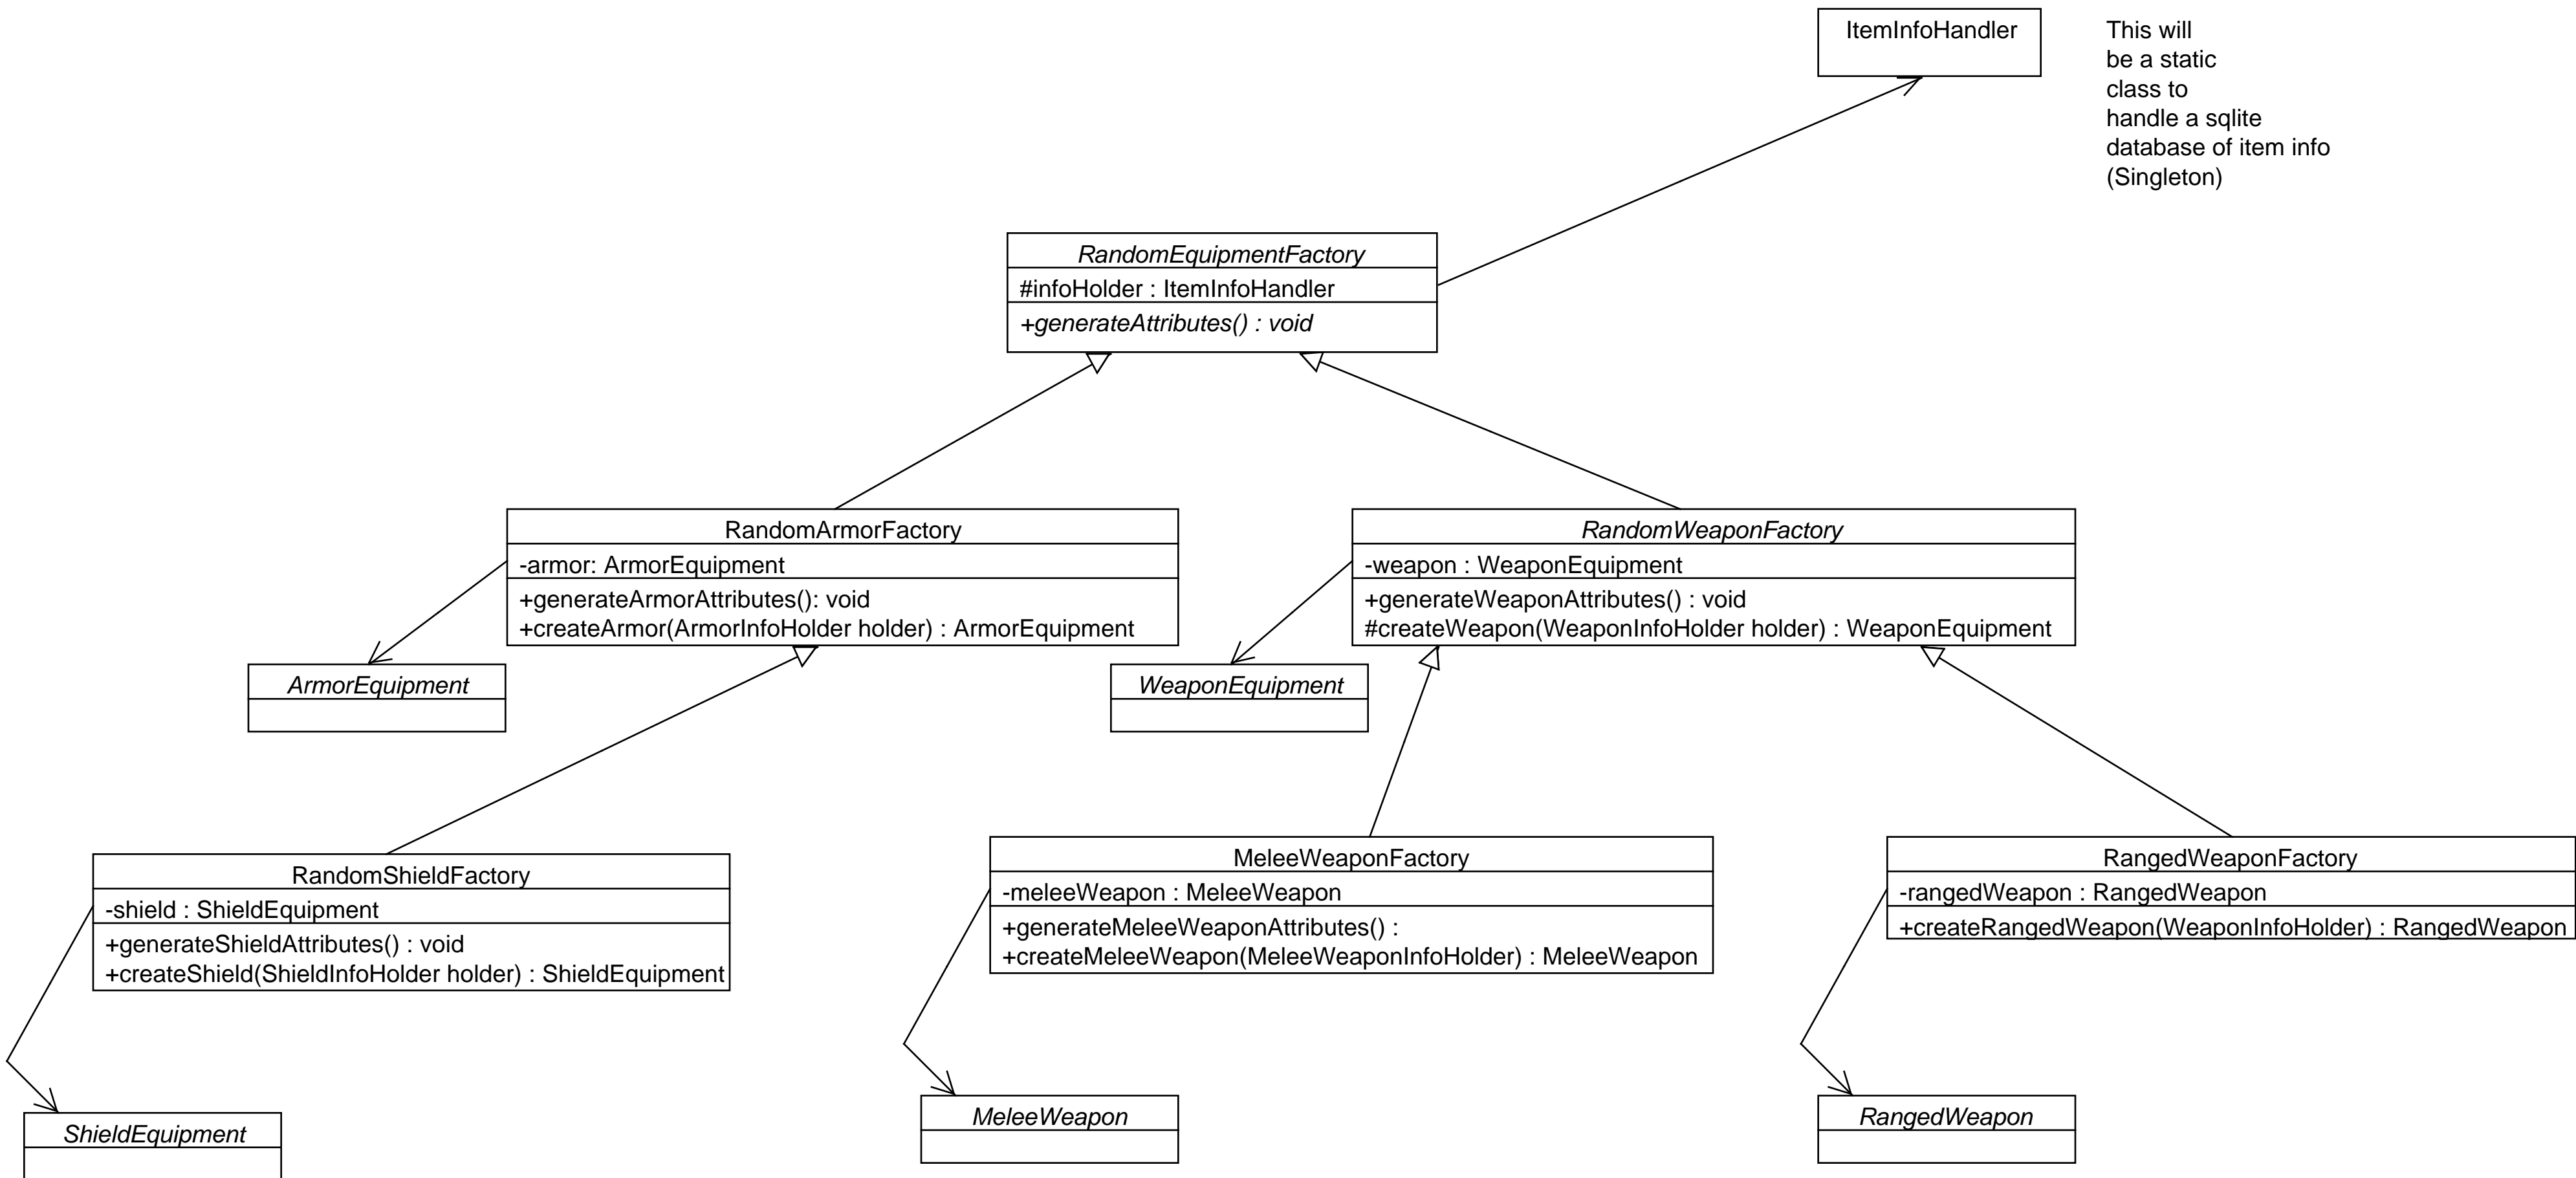 ItemInfoHandler
This will
be a static
class to
handle a sqlite
database of item info
(Singleton)
RandomEquipmentFactory
#infoHolder : ItemInfoHandler
+generateAttributes() : void
RandomArmorFactory
-armor: ArmorEquipment
+generateArmorAttributes(): void
+createArmor(ArmorInfoHolder holder) : ArmorEquipment
RandomWeaponFactory
-weapon : WeaponEquipment
+generateWeaponAttributes() : void
#createWeapon(WeaponInfoHolder holder) : WeaponEquipment
ArmorEquipment
WeaponEquipment
RandomShieldFactory
-shield : ShieldEquipment
+generateShieldAttributes() : void
+createShield(ShieldInfoHolder holder) : ShieldEquipment
MeleeWeaponFactory
-meleeWeapon : MeleeWeapon
+generateMeleeWeaponAttributes() :
+createMeleeWeapon(MeleeWeaponInfoHolder) : MeleeWeapon
RangedWeaponFactory
-rangedWeapon : RangedWeapon
+createRangedWeapon(WeaponInfoHolder) : RangedWeapon
ShieldEquipment
MeleeWeapon
RangedWeapon